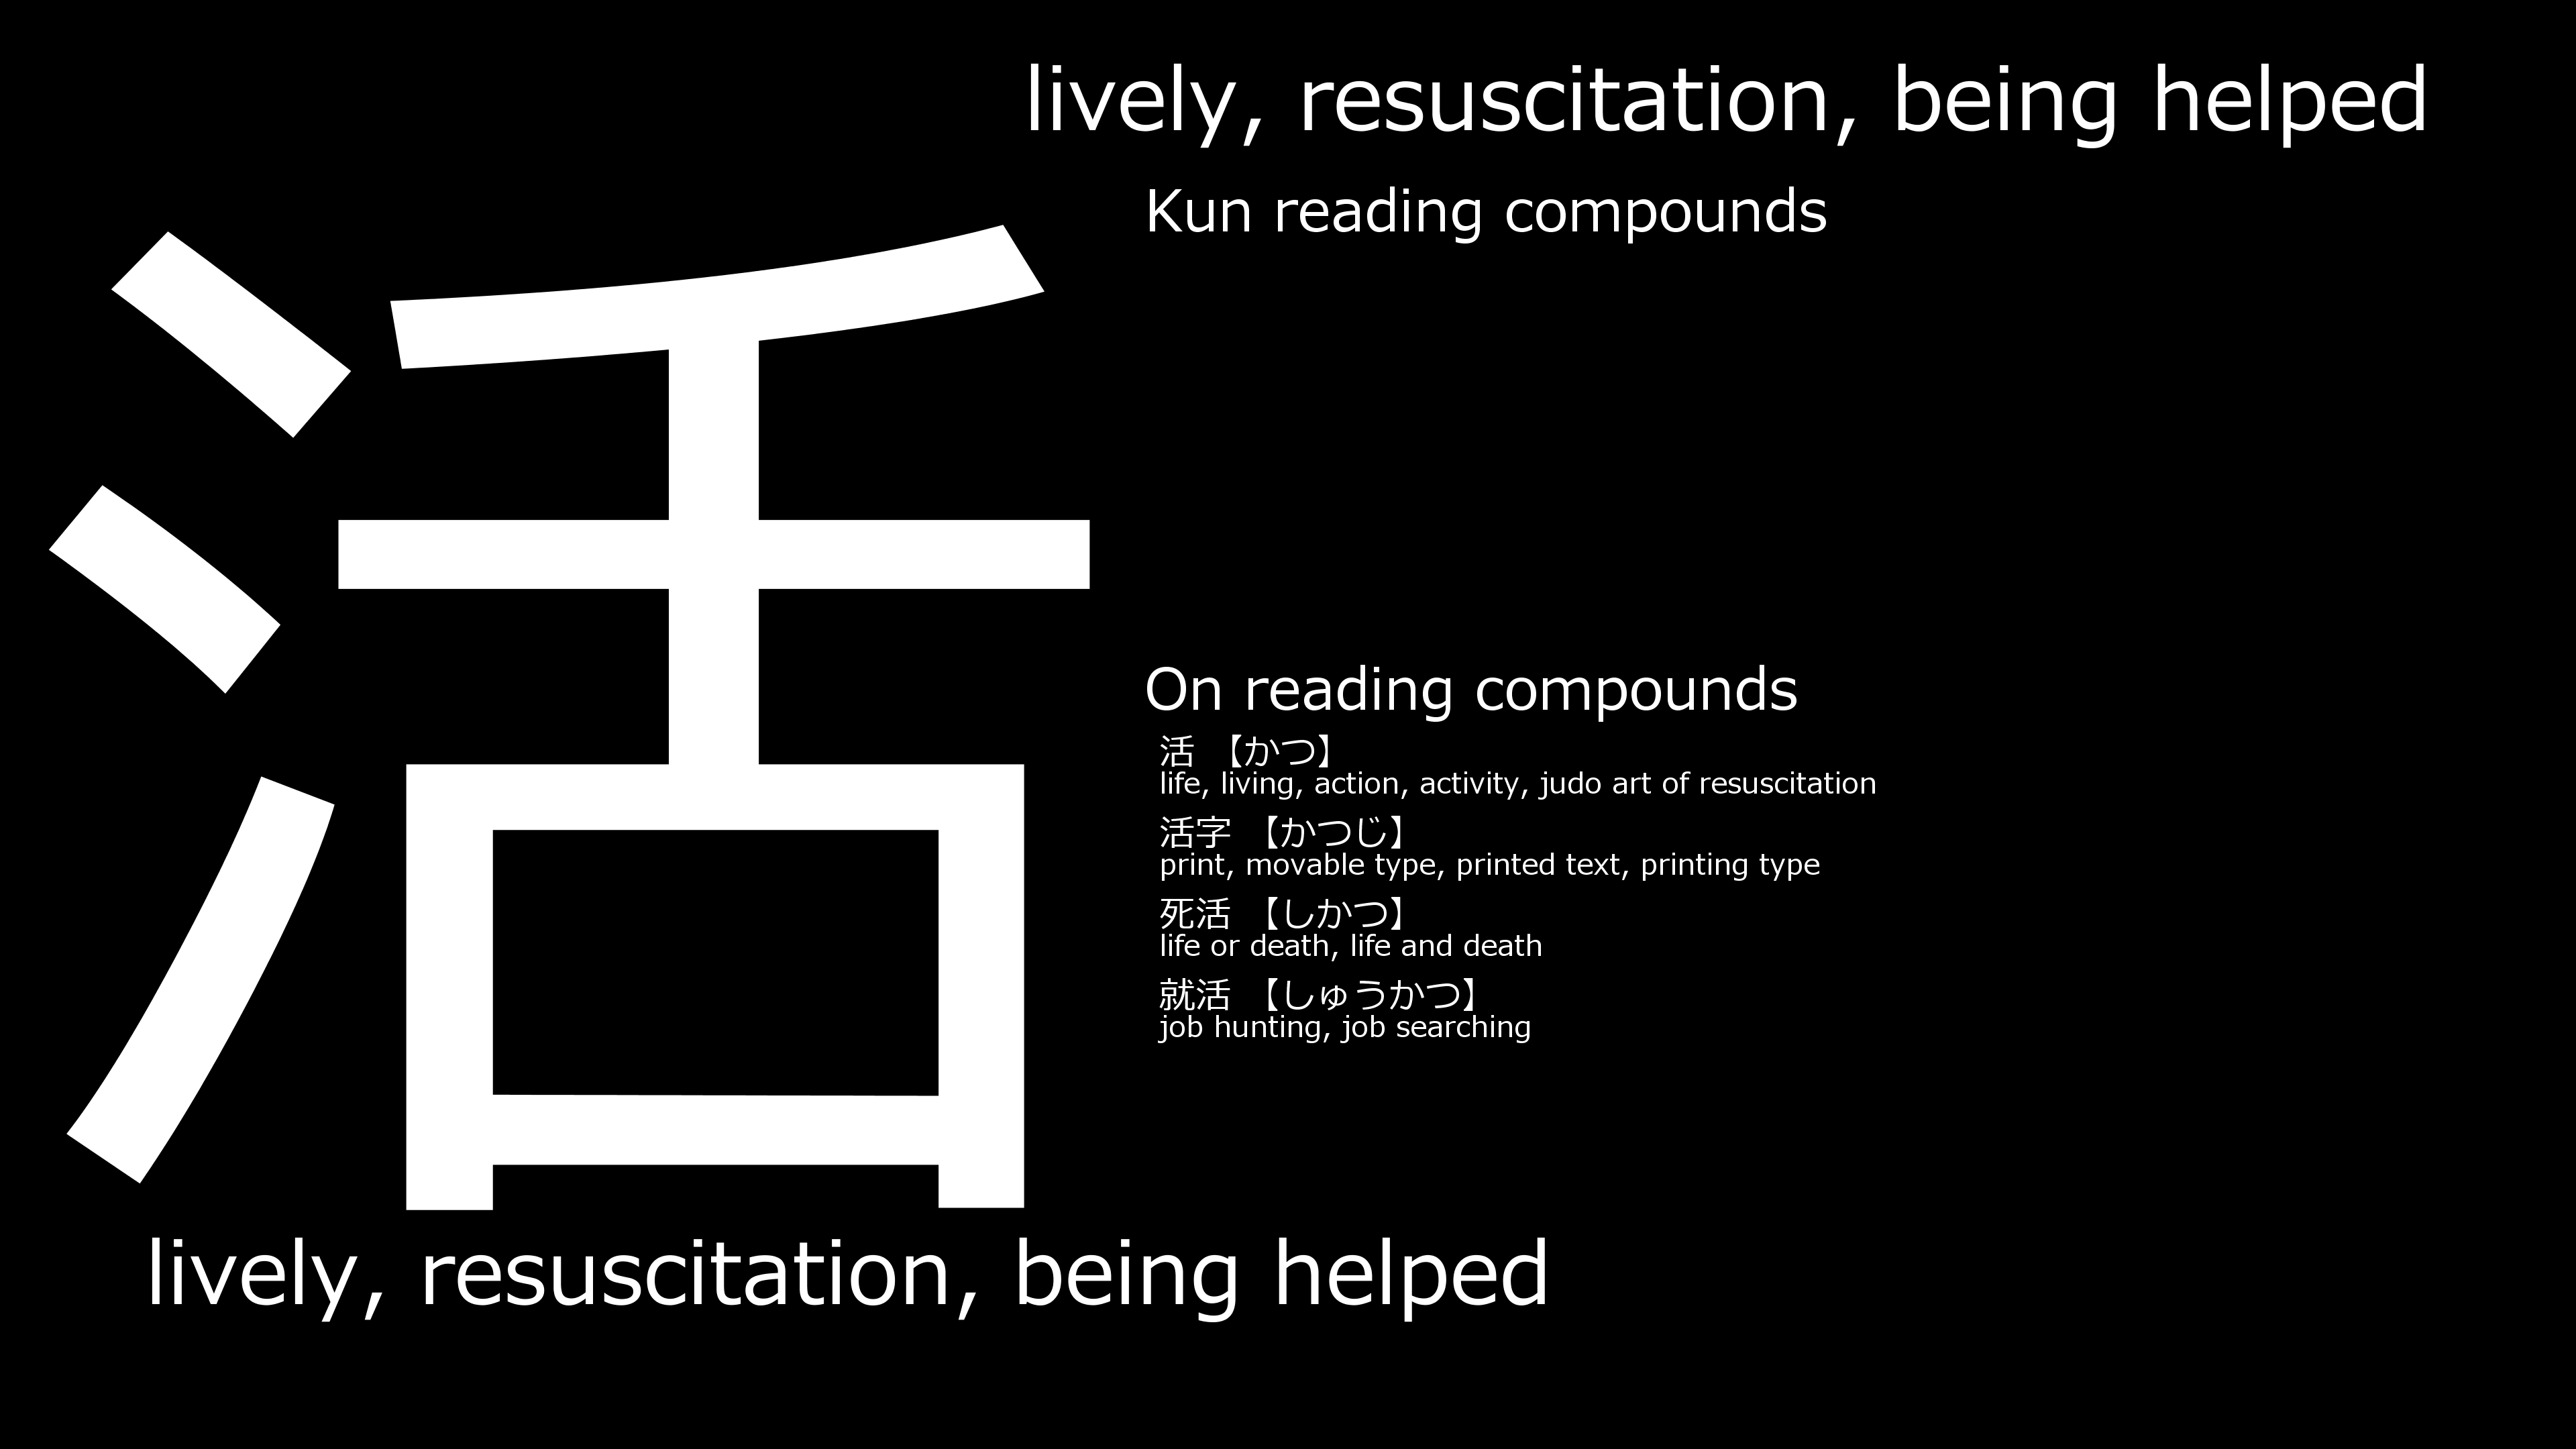 lively, resuscitation, being helped
活
Kun reading compounds
On reading compounds
活 【かつ】
life, living, action, activity, judo art of resuscitation
活字 【かつじ】
print, movable type, printed text, printing type
死活 【しかつ】
life or death, life and death
就活 【しゅうかつ】
job hunting, job searching
lively, resuscitation, being helped